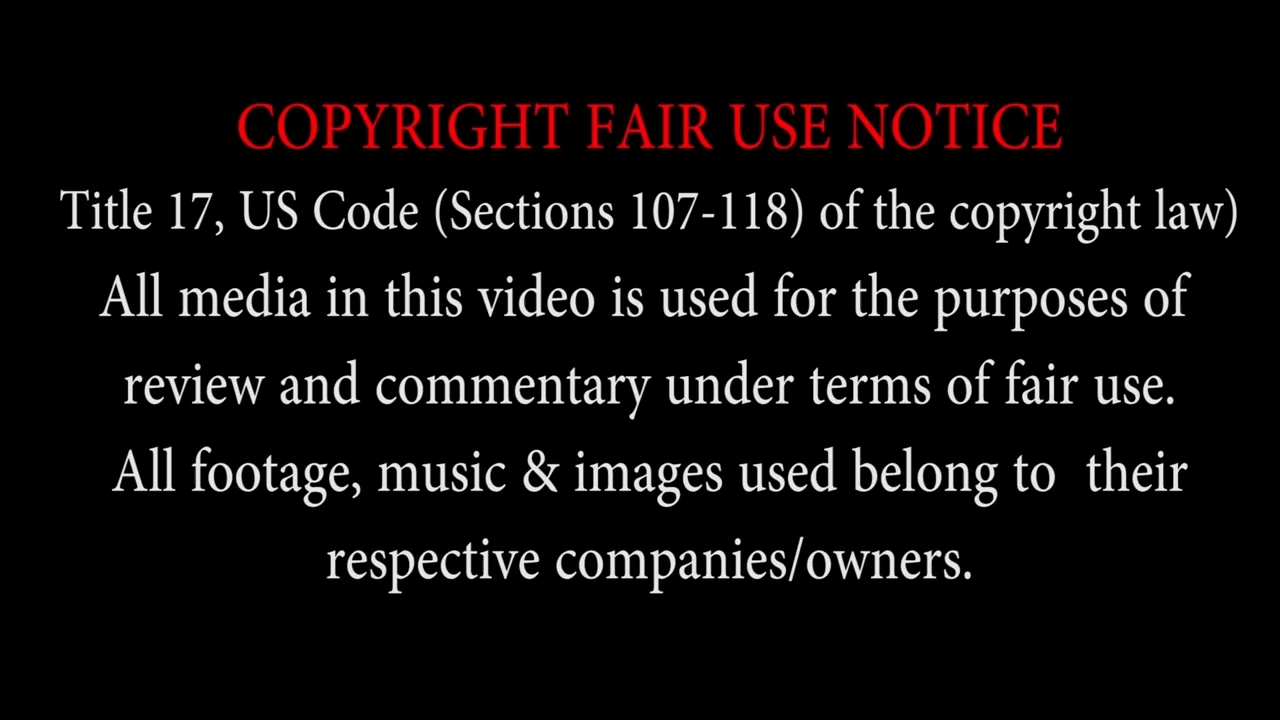 COPYRIGHT FAIR USE NOTICE
Title 17, US Code (Sections 107-118) of the copyright law)
All media in this video is used for the purposes of
review and commentary under terms of fair use.
All footage, music & images used belong to  their
respective companies/owners.